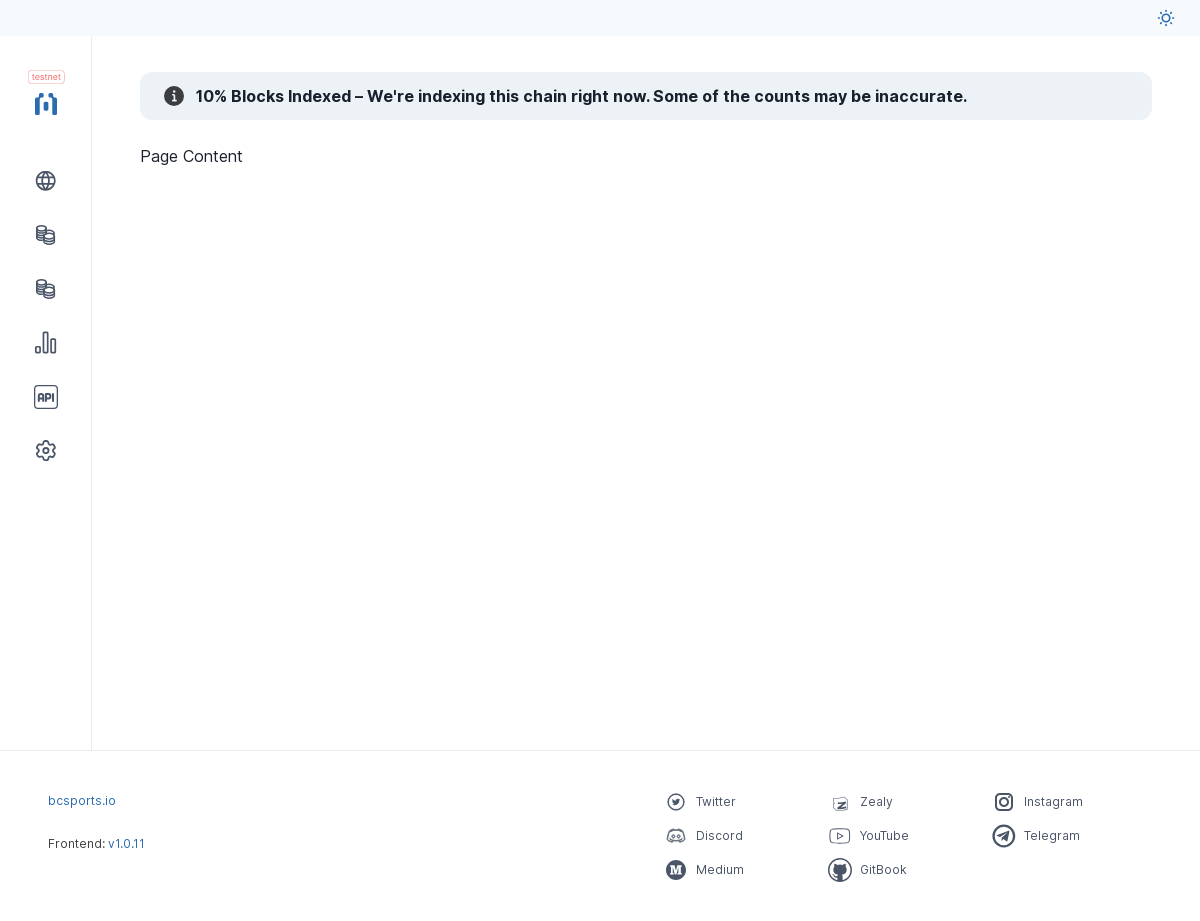 testnet
10% Blocks Indexed – We're indexing this chain right now. Some of the counts may be inaccurate.
Page Content
API
bcsports.io
Frontend: v1.0.11
Twitter
Discord
Medium
Zealy
YouTube
GitBook
Instagram
Telegram